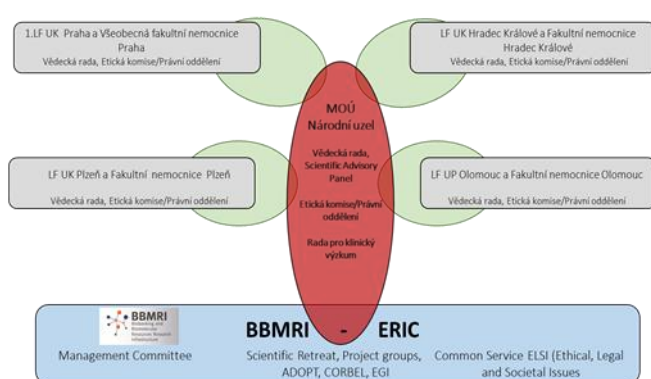 1.LF UK Praha a Všeobecná fakultní nemocnice
Praha
Vědecká rada, Etická komise/Právní oddělení
LF UK Hradec Králové a Fakultní nemocnice
Hradec Králové
Vědecká rada, Etická komise/Právní oddělení
MOÚ
Národní uzel
Vědecká rada,
Scientific Advisory
Panel
Etická komise/Právní
oddělení
Rada pro klinický
výzkum
LF UK Plzeň a Fakultní nemocnice Plzeň
Vědecká rada, Etická komise/Právní oddělení
LF UP Olomouc a Fakultní nemocnice Olomouc
Vědecká rada, Etická komise/Právní oddělení
BBMRI
BBMRI - ERIC
Management Committee
Scientific Retreat, Project groups,
ADOPT, CORBEL, EGI
Common Service ELSI (Ethical, Legal
and Societal Issues